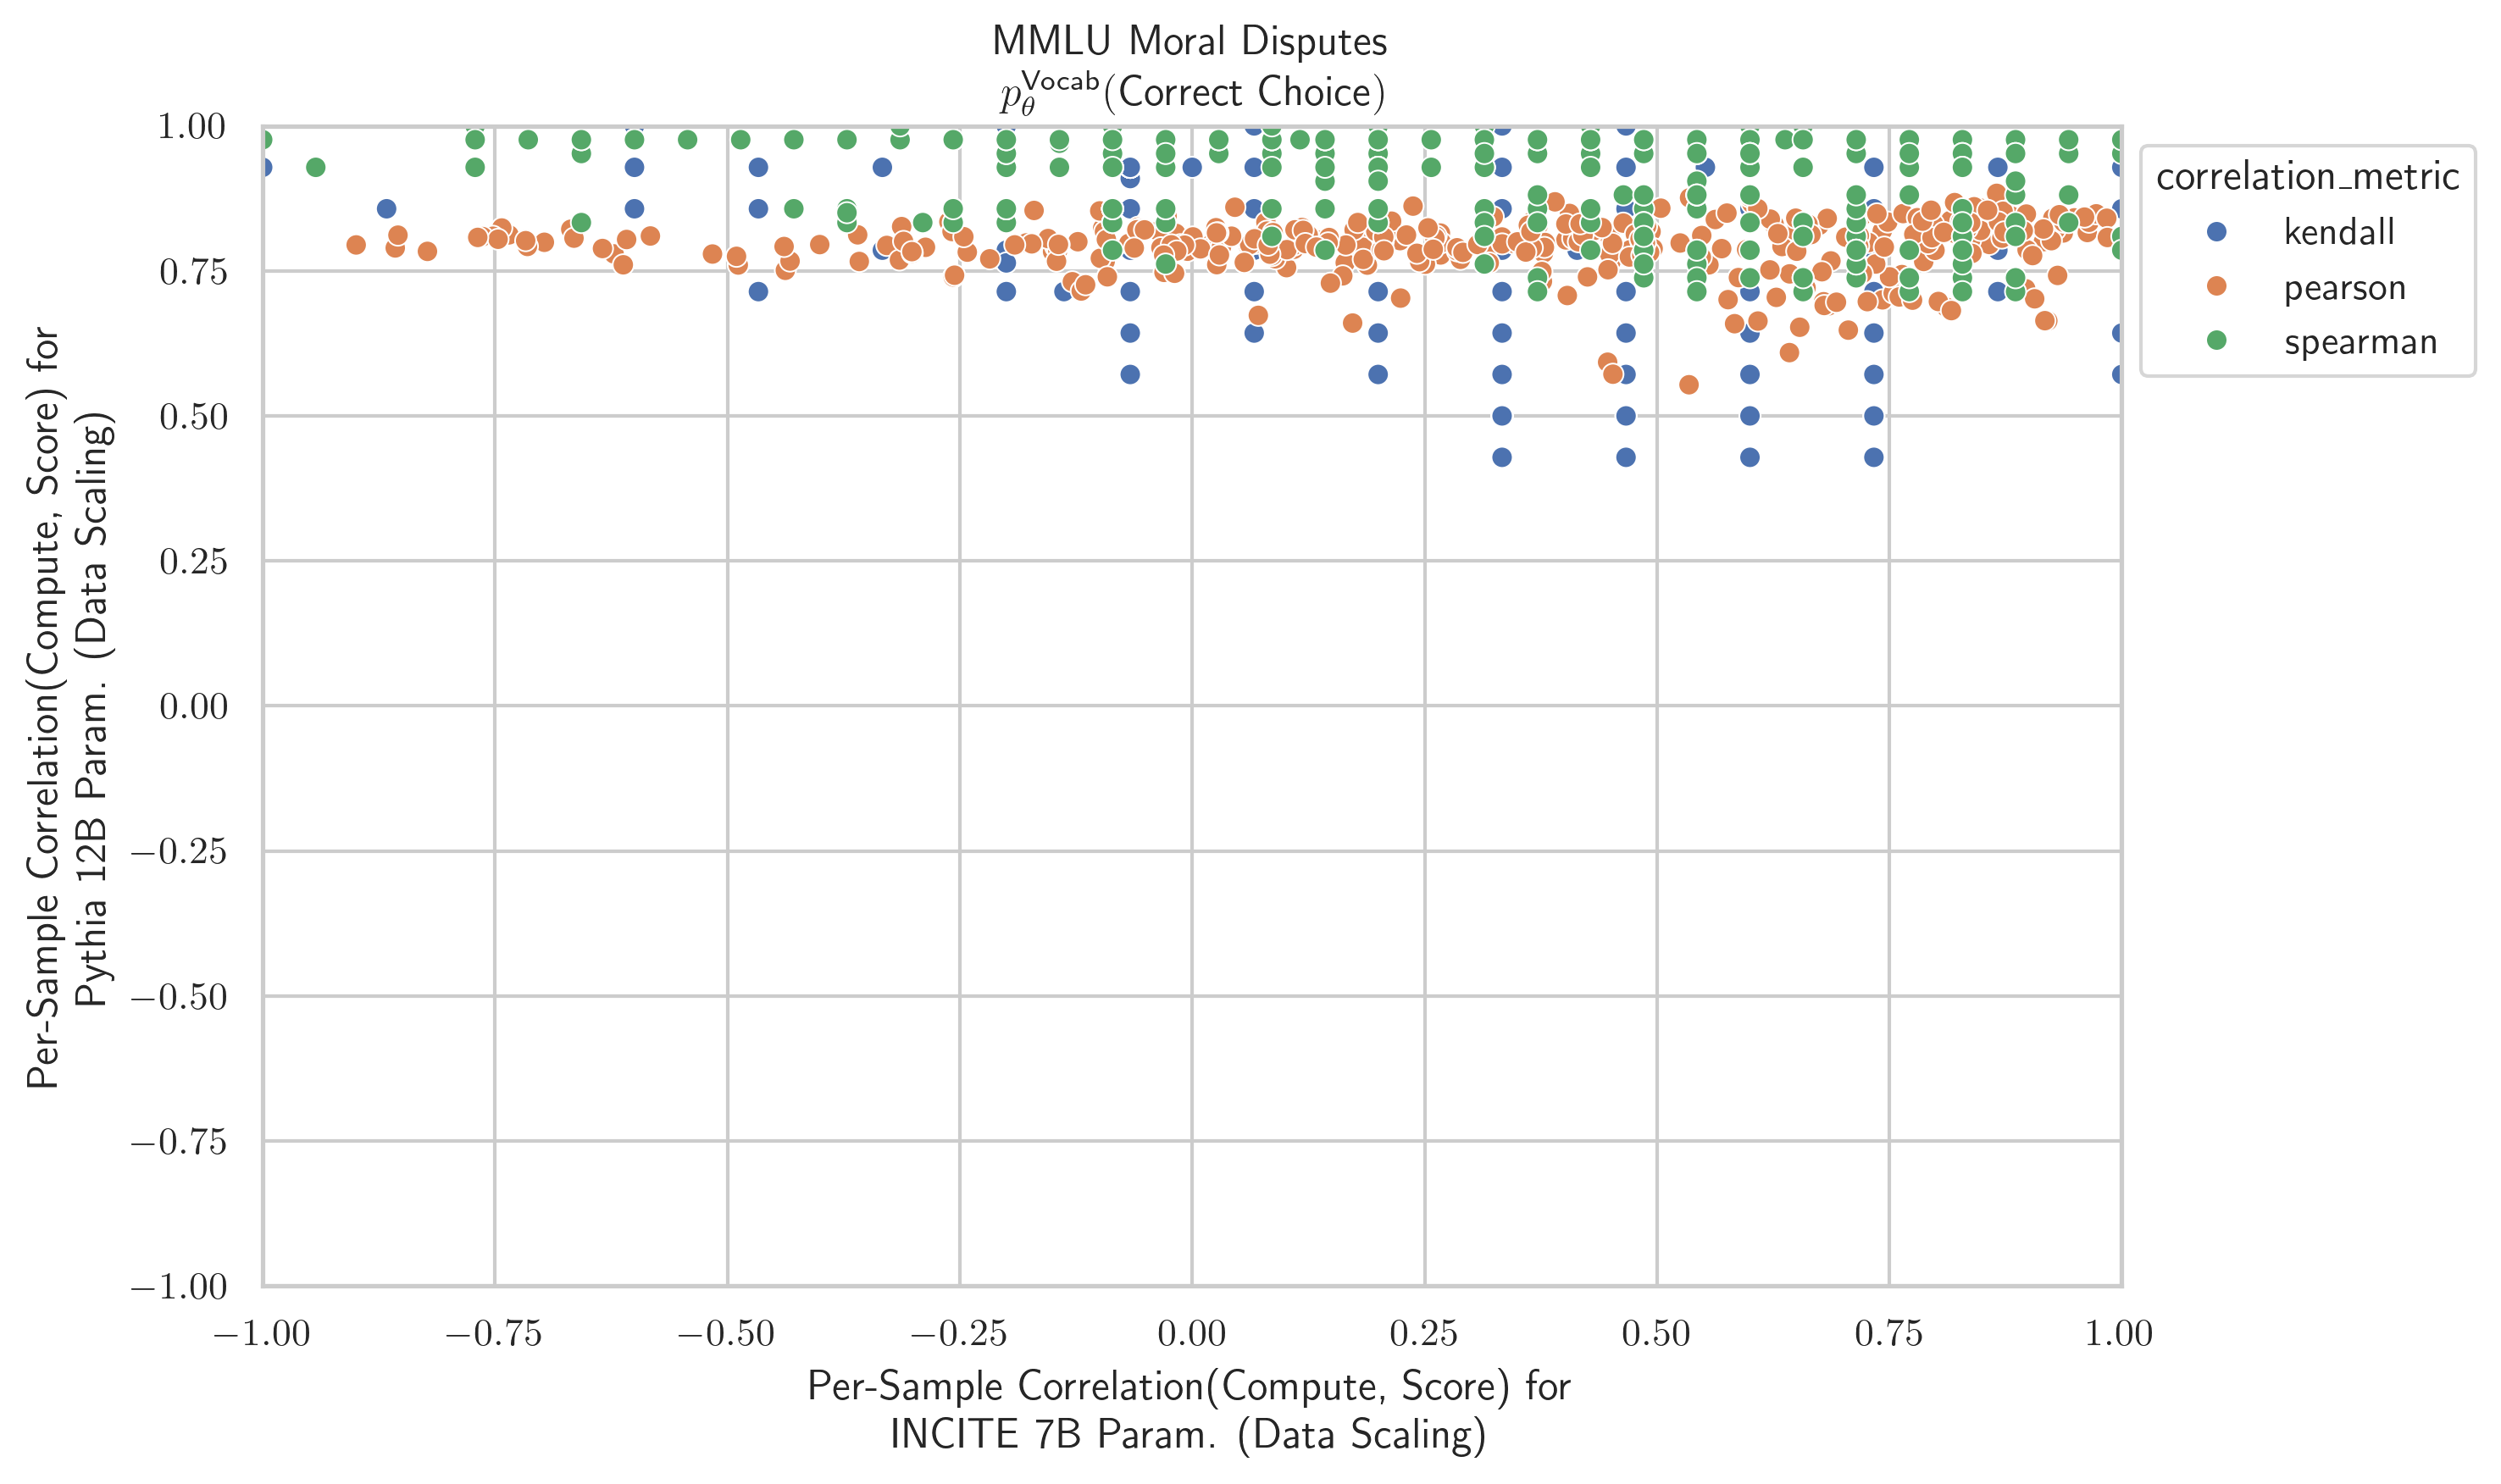 MMLU Moral Disputes
p_θ^Vocab(Correct Choice)
1.00
0.75
0.50
0.25
0.00
−0.25
−0.50
−0.75
−1.00
Per-Sample Correlation(Compute, Score) for
Pythia 12B Param. (Data Scaling)
−1.00 −0.75 −0.50 −0.25 0.00 0.25 0.50 0.75 1.00
Per-Sample Correlation(Compute, Score) for
INCITE 7B Param. (Data Scaling)
correlation_metric
kendall
pearson
spearman